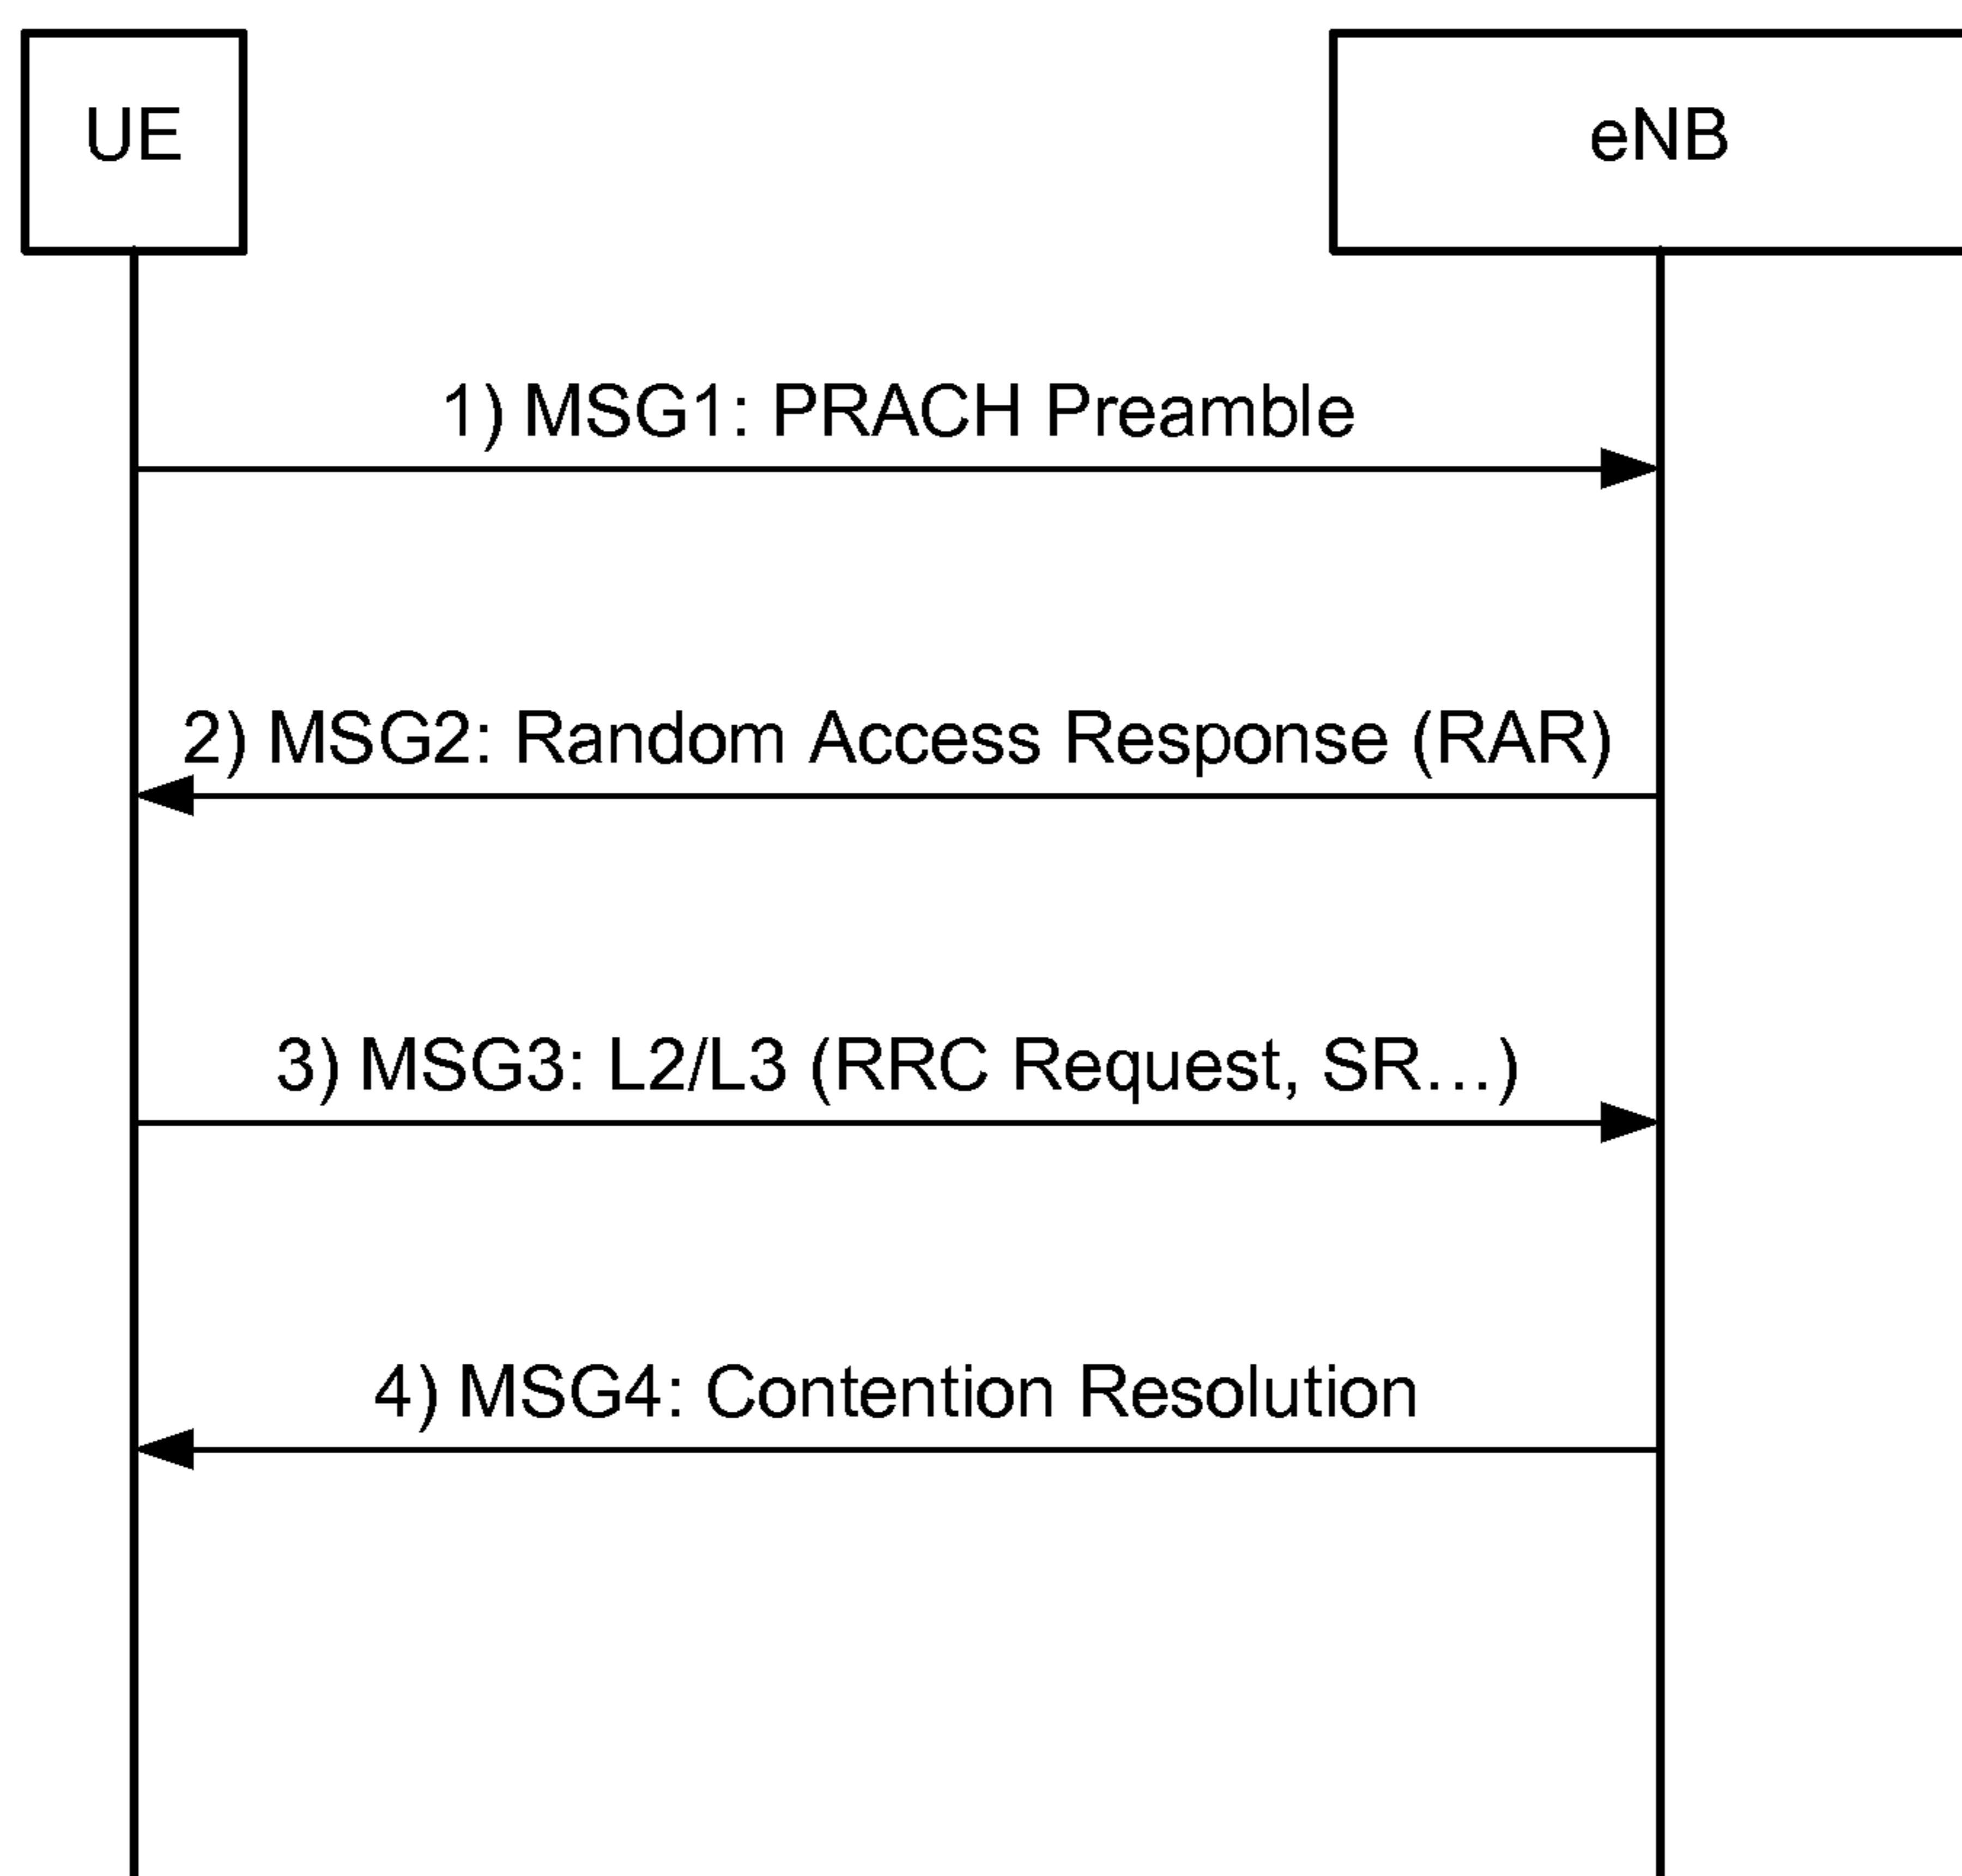 UE
eNB
1) MSG1: PRACH Preamble
2) MSG2: Random Access Response (RAR)
3) MSG3: L2/L3 (RRC Request, SR...)
4) MSG4: Contention Resolution